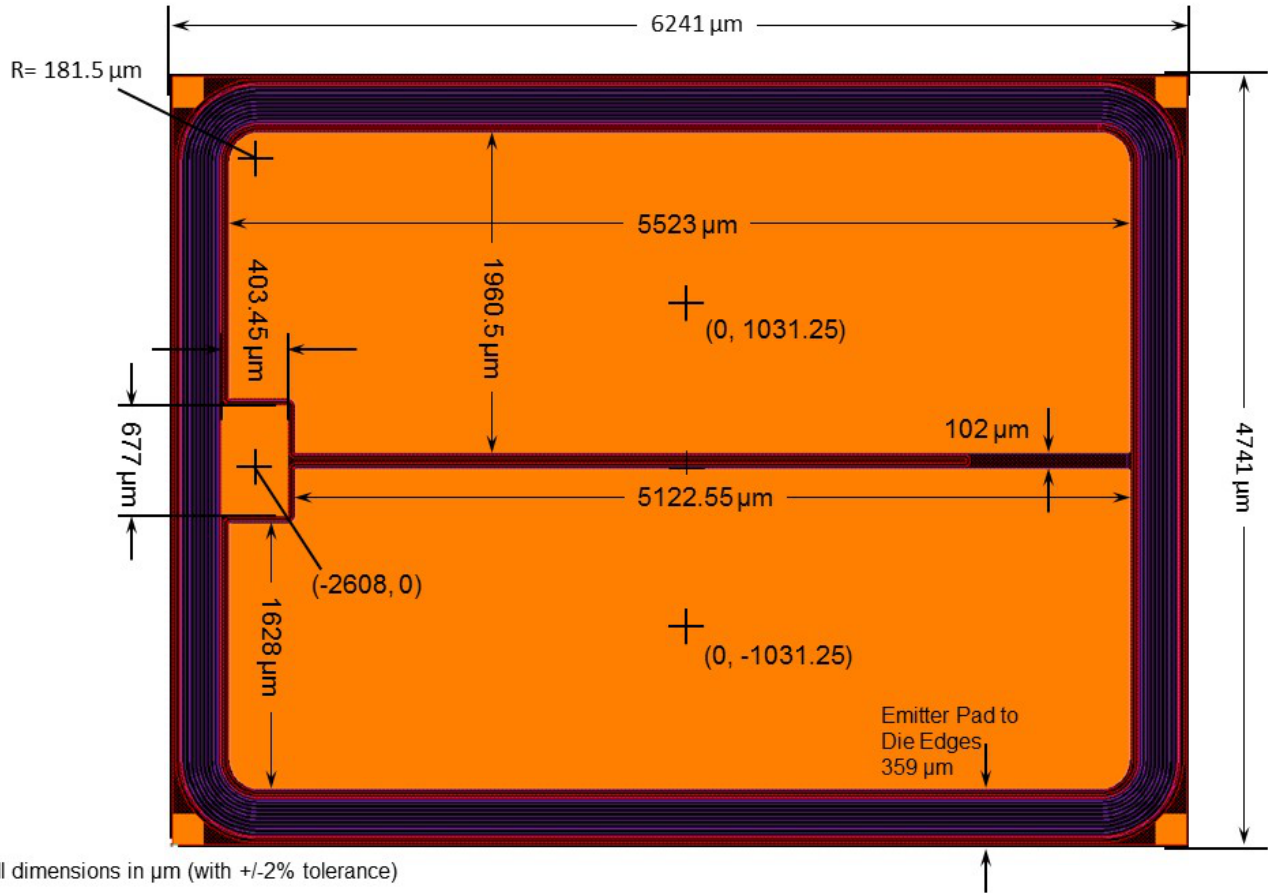 6241 µm
R= 181.5 µm
5523 µm
403.45 µm
1960.5 µm
(0, 1031.25)
102 µm
677 µm
4741 µm
5122.55 µm
(-2608, 0)
1628 µm
(0, -1031.25)
Emitter Pad to
Die Edges
359 µm
ll dimensions in µm (with +/-2% tolerance)